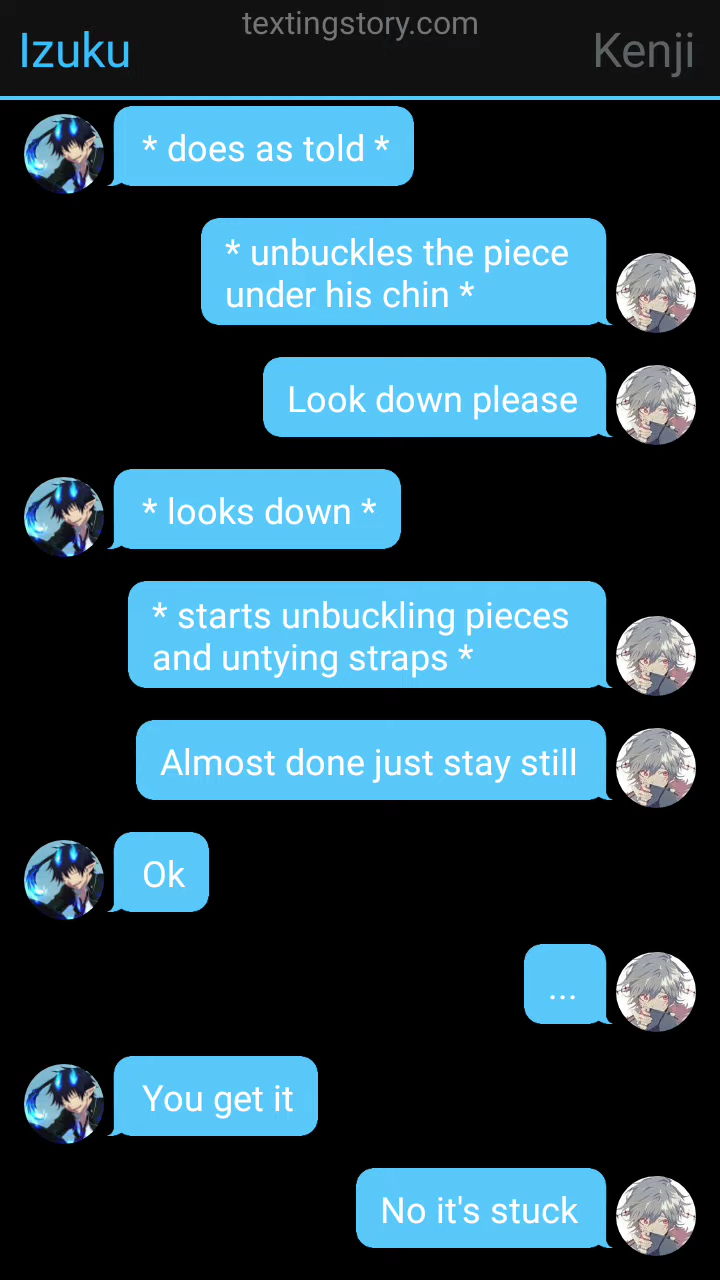 textingstory.com
Izuku
Kenji
* does as told *
* unbuckles the piece
under his chin *
Look down please
* looks down *
* starts unbuckling pieces
and untying straps *
Almost done just stay still
Ok
...
You get it
No it's stuck